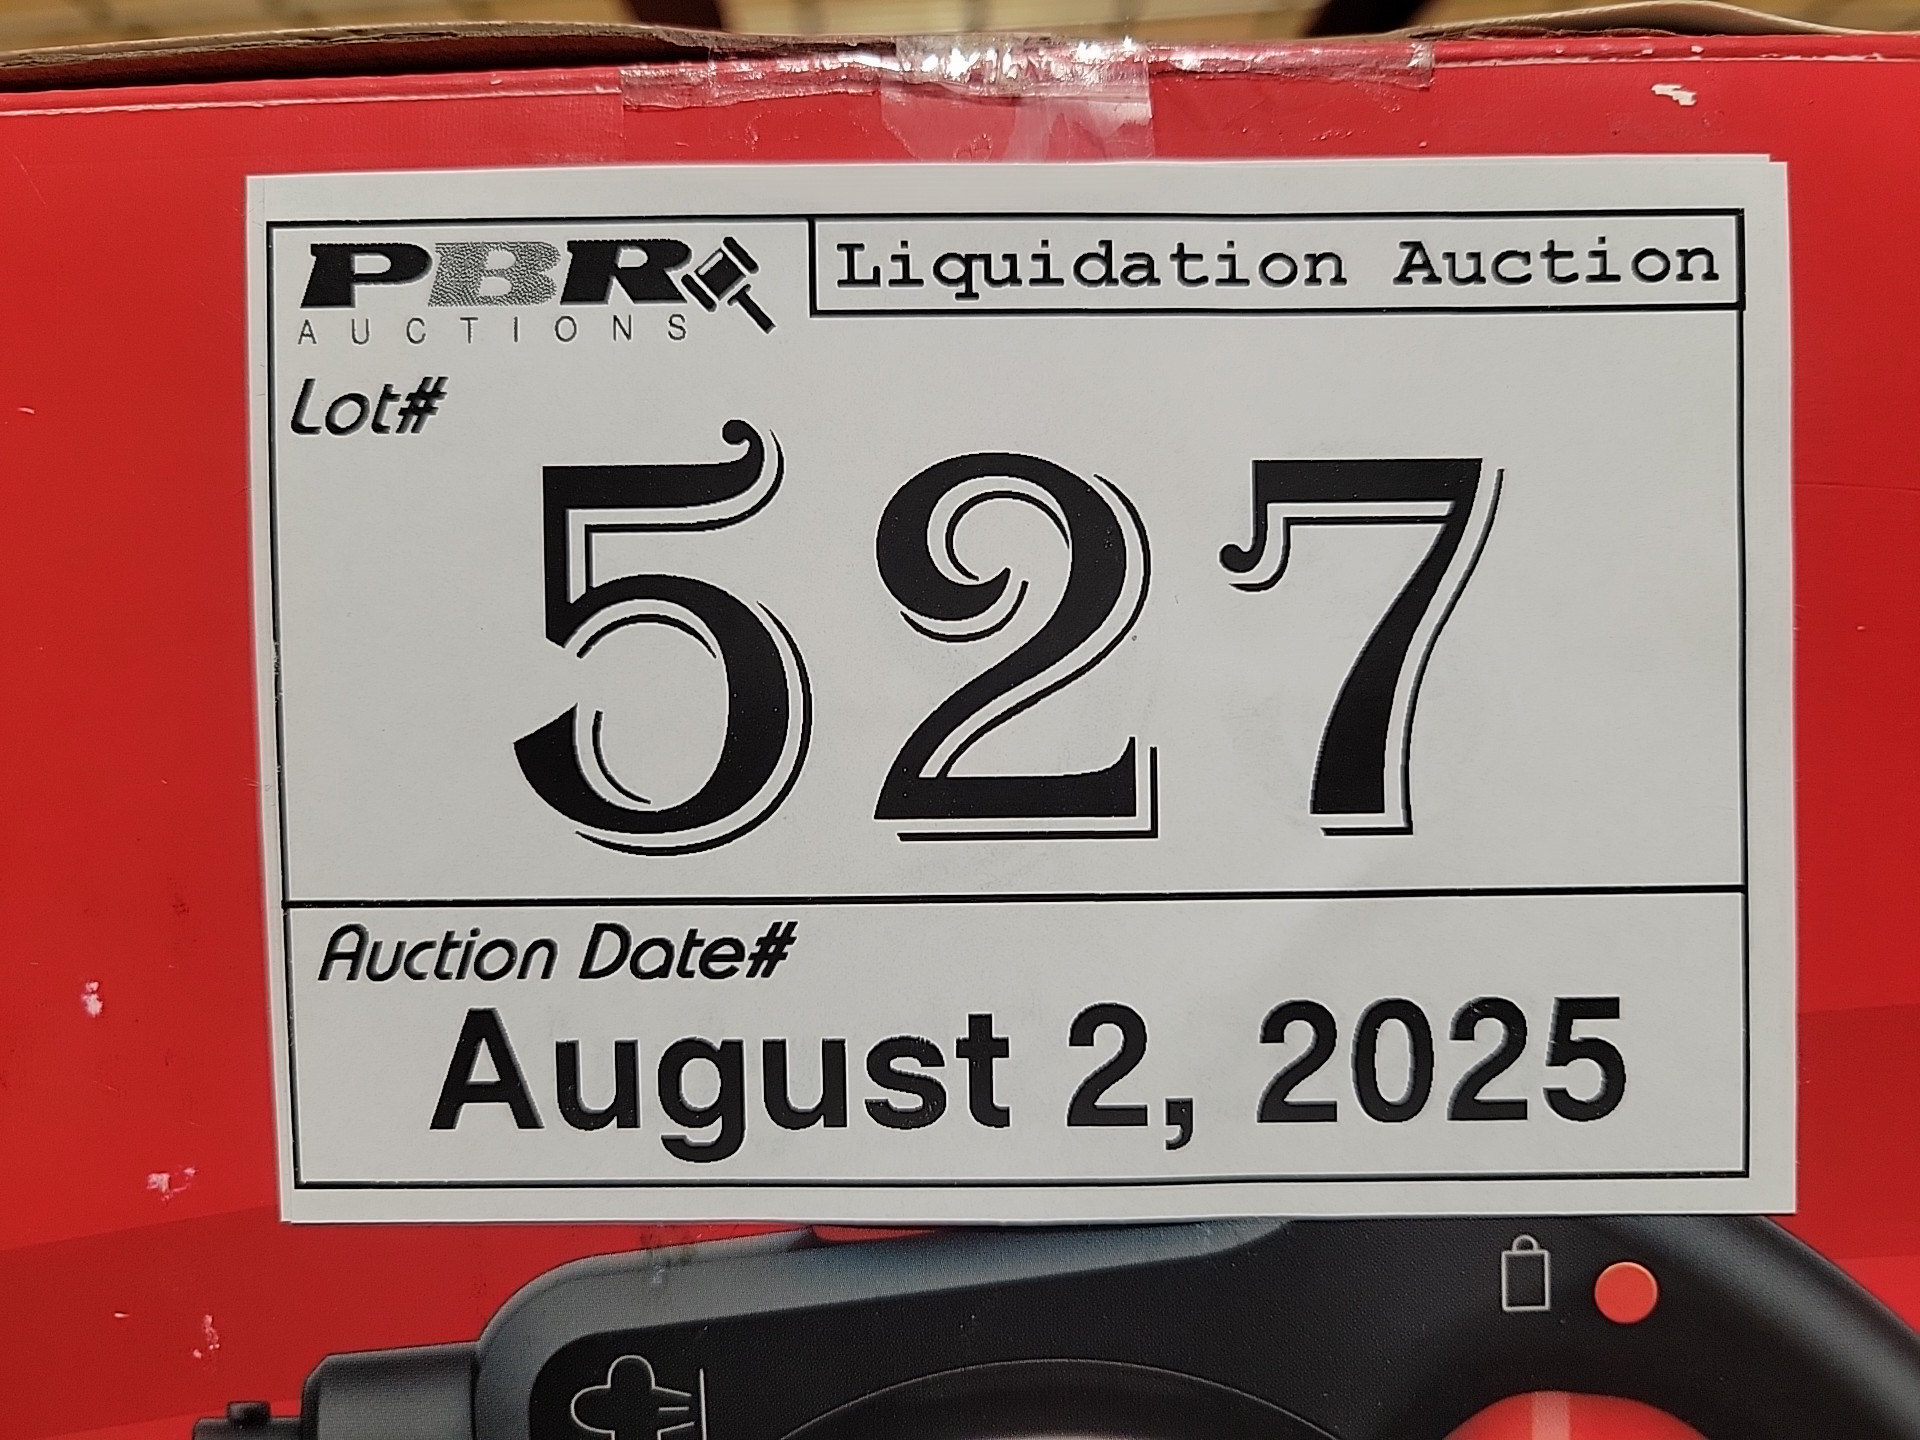 PBR
AUCTIONS
Liquidation Auction
Lot#
527
Auction Date#
August 2, 2025